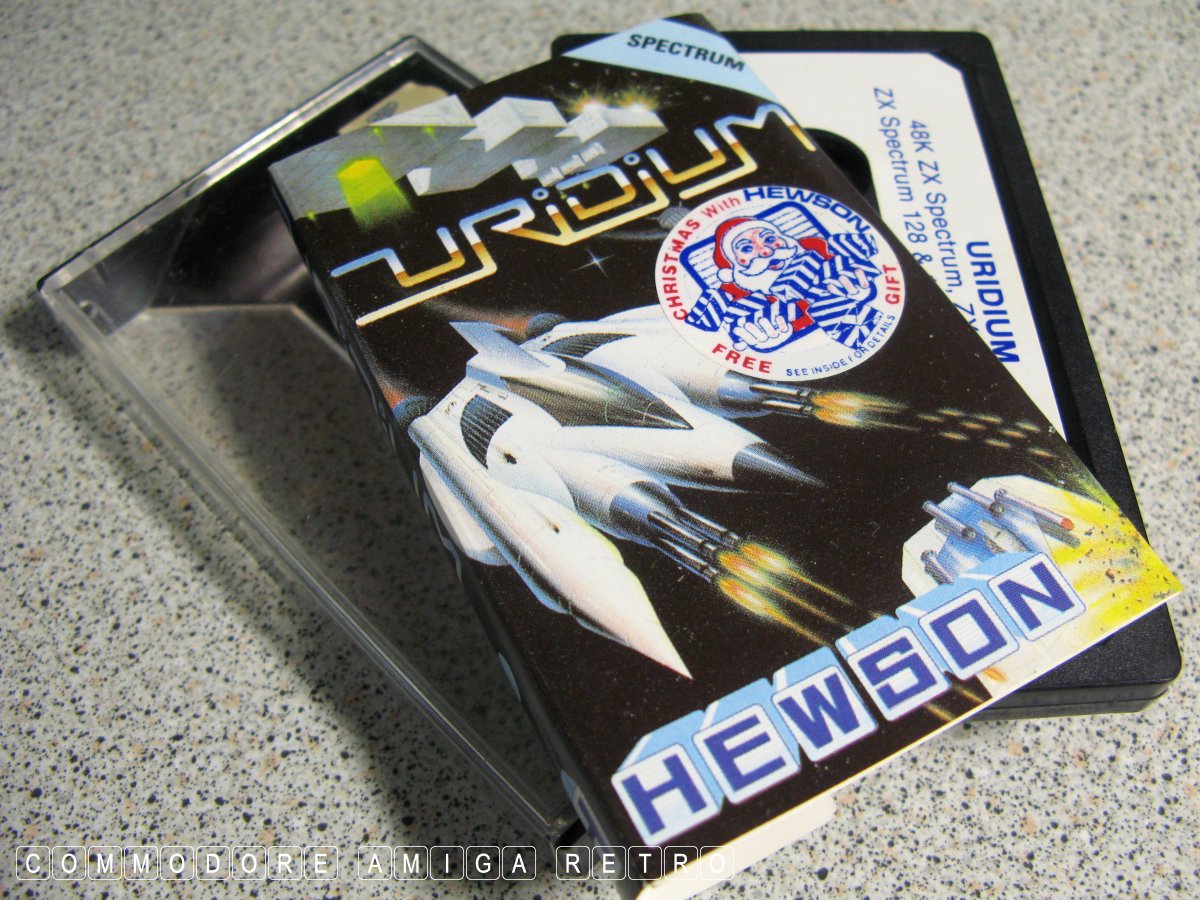 SPECTRUM
URIDIUM
CHRISTMAS With HEWSON
FREE
GIFT
SEE INSIDE FOR DETAILS
HEWSON
URIDIUM
48K ZX Spectrum,
ZX Spectrum 128 &
COMMODORE AMIGA RETRO